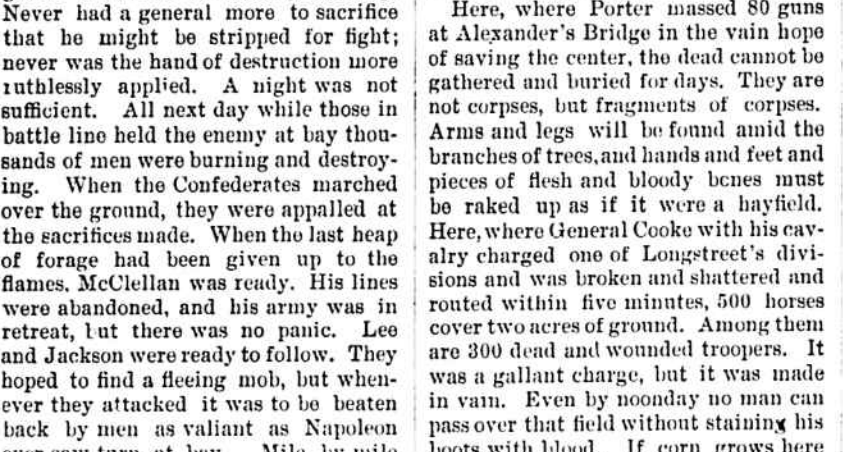 Never had a general more to sacrifice
that he might be stripped for fight;
never was the hand of destruction more
ruthlessly applied. A night was not
sufficient. All next day while those in
battle line held the enemy at bay thou-
sands of men were burning and destroy-
ing. When the Confederates marched
over the ground, they were appalled at
the sacrifices made. When the last heap
of forage had been given up to the
flames, McClellan was ready. His lines
were abandoned, and his army was in
retreat, but there was no panic. Lee
and Jackson were ready to follow. They
hoped to find a fleeing mob, but when-
ever they attacked it was to be beaten
back by men as valiant as Napoleon
ever saw turn at bay. Mile by mile
Here, where Porter massed 80 guns
at Alexander's Bridge in the vain hope
of saving the center, the dead cannot be
gathered and buried for days. They are
not corpses, but fragments of corpses.
Arms and legs will be found amid the
branches of trees, and hands and feet and
pieces of flesh and bloody bones must
be raked up as if it were a hayfield.
Here, where General Cooke with his cav-
alry charged one of Longstreet's divi-
sions and was broken and shattered and
routed within five minutes, 500 horses
cover two acres of ground. Among them
are 300 dead and wounded troopers. It
was a gallant charge, but it was made
in vain. Even by noonday no man can
pass over that field without staining his
boots with blood. If corn grows here